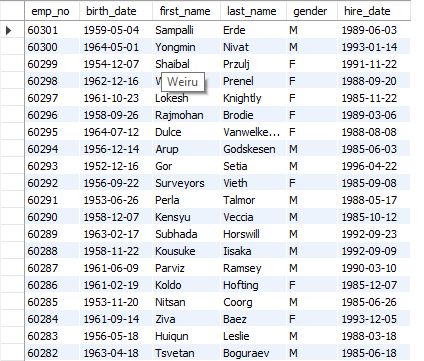 emp_no birth_date first_name last_name gender hire_date
60301 1959-05-04 Sampalli Erde M 1989-06-03
60300 1964-05-01 Yongmin Nivat M 1993-01-14
60299 1954-12-07 Shaibal Przulj F 1991-11-22
60298 1962-12-16 Weiru Prenel F 1988-09-20
60297 1961-10-23 Lokesh Knightly F 1985-11-22
60296 1958-09-26 Rajmohan Brodie F 1989-03-06
60295 1964-07-12 Dulce Vanwelke... F 1988-08-08
60294 1956-12-14 Arup Godskesen M 1985-06-03
60293 1952-12-16 Gor Setia M 1996-04-22
60292 1956-09-22 Surveyors Vieth F 1985-09-08
60291 1953-06-26 Perla Talmor M 1988-05-17
60290 1958-12-07 Kensyu Veccia M 1985-10-12
60289 1963-02-17 Subhada Horswill M 1992-09-23
60288 1958-11-22 Kousuke Iisaka M 1992-09-09
60287 1961-06-09 Parviz Ramsey M 1990-03-10
60286 1961-02-19 Koldo Hofting F 1985-12-07
60285 1953-11-20 Nitsan Coorg M 1985-06-26
60284 1961-09-14 Ziva Baez F 1993-12-05
60283 1956-05-18 Huiqun Leslie M 1988-03-18
60282 1963-04-18 Tsvetan Boguraev M 1985-06-18